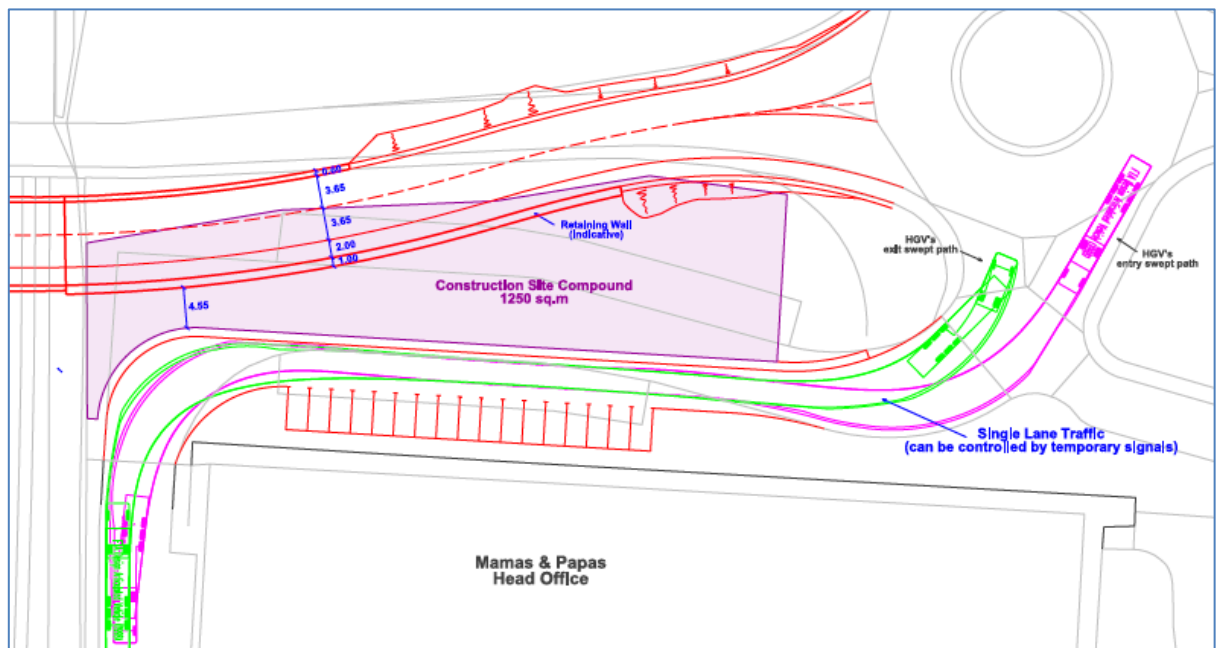 0.60
3.65
3.65
2.00
1.00
Retaining Wall
(Indicative)
HGV's
exit swept path
HGV's
entry swept path
Construction Site Compound
1250 sq.m
4.55
Single Lane Traffic
(can be controlled by temporary signals)
Mamas & Papas
Head Office